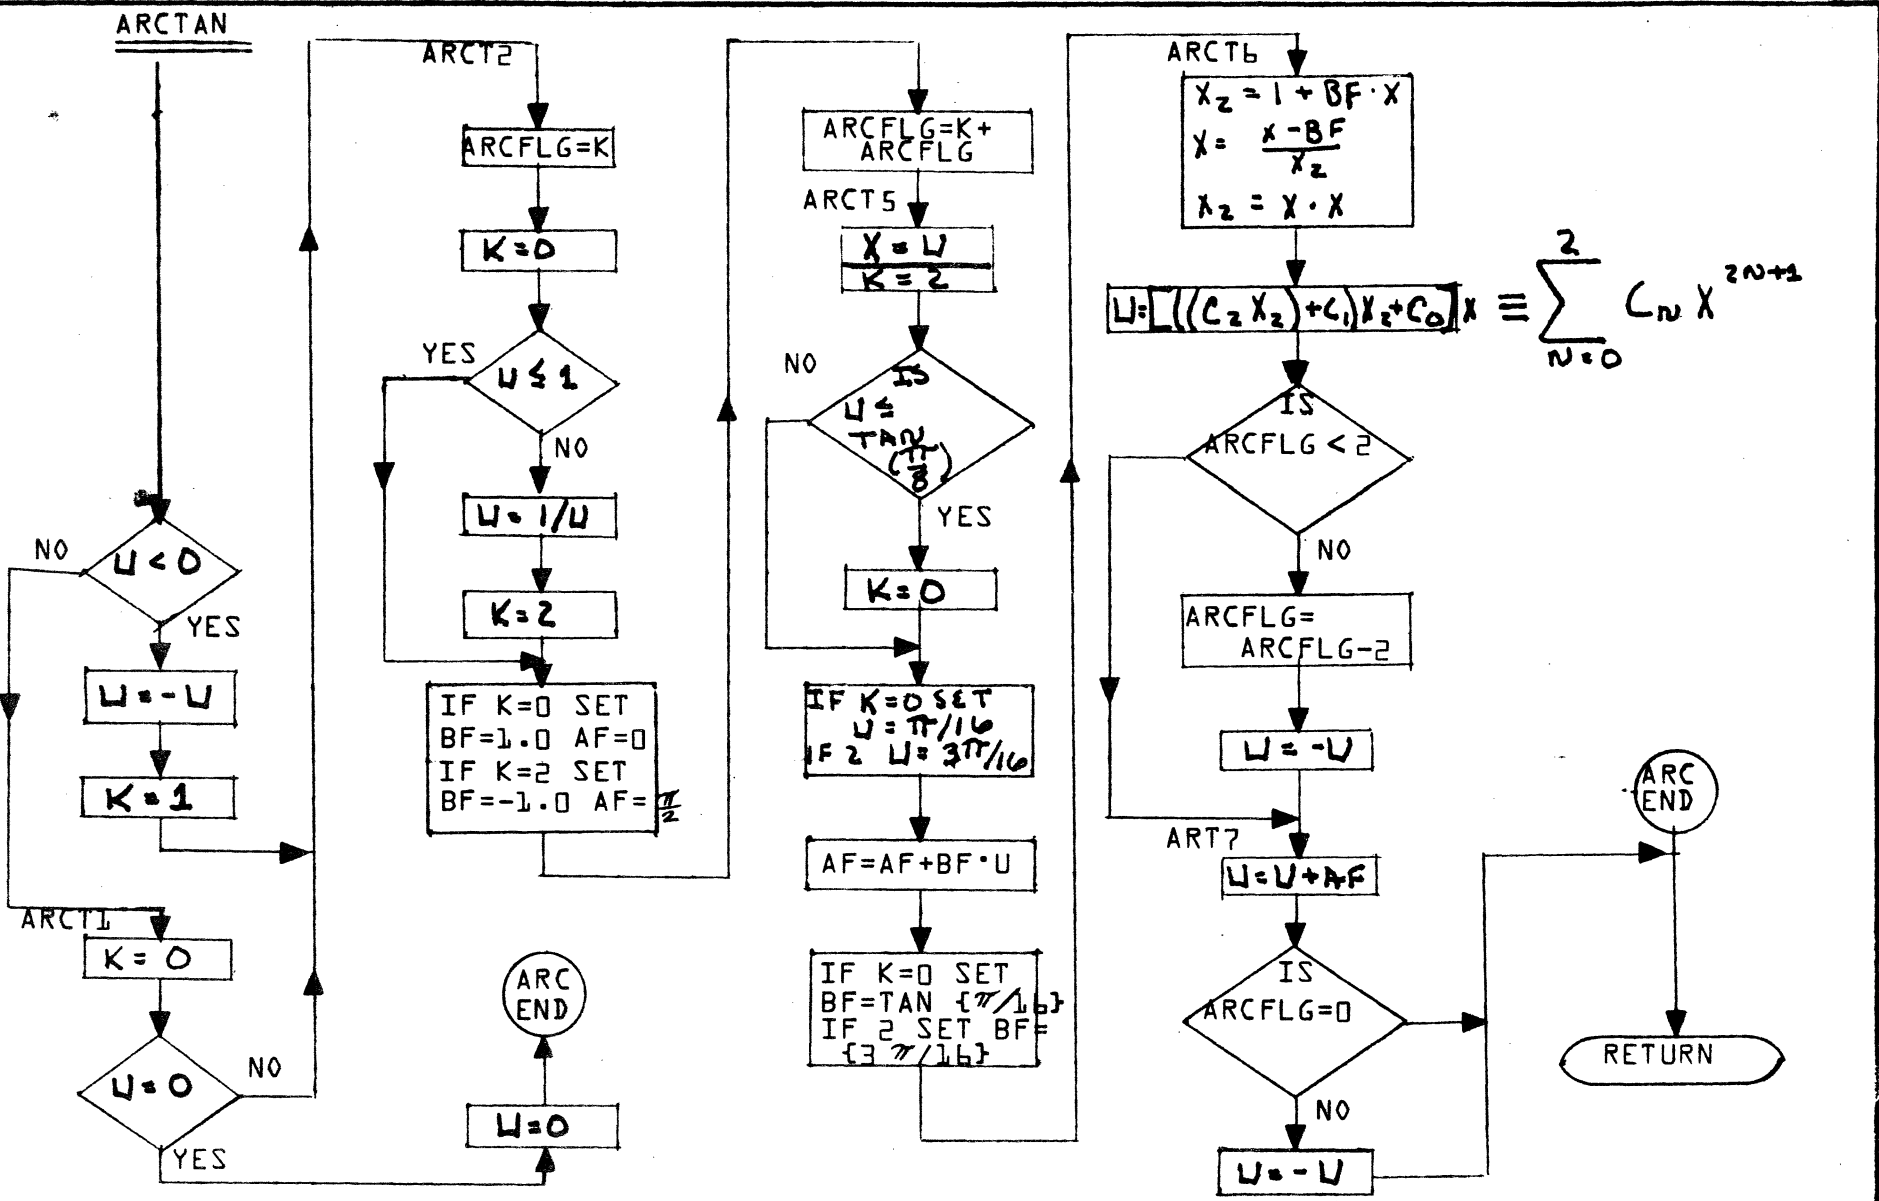 ARCTAN
U < 0
NO
YES
U = -U
K = 1
ARCT1
K = 0
U = 0
NO
YES
U = 0
ARC
END
ARCT2
ARCFLG=K
K = 0
U ≤ 1
YES
NO
U = 1/U
K = 2
IF K=0 SET
BF=1.0 AF=0
IF K=2 SET
BF=-1.0 AF= π/2
ARCFLG=K+
ARCFLG
ARCT5
X = U
K = 2
IS
U ≤
TAN
(π/8)
NO
YES
K = 0
IF K=0 SET
U = π/16
IF 2 U = 3π/16
AF=AF+BF·U
IF K=0 SET
BF=TAN {π/16}
IF 2 SET BF=
{3 π/16}
ARCT6
X2 = 1 + BF · X
X = (X - BF)/X2
X2 = X · X
U=[((C2 X2)+C1)X2+C0]X ≡ ∑ N=0 2 CN X^2N+1
IS
ARCFLG < 2
NO
ARCFLG=
ARCFLG-2
U = -U
ART7
U = U + AF
IS
ARCFLG=0
NO
U = -U
ARC
END
RETURN